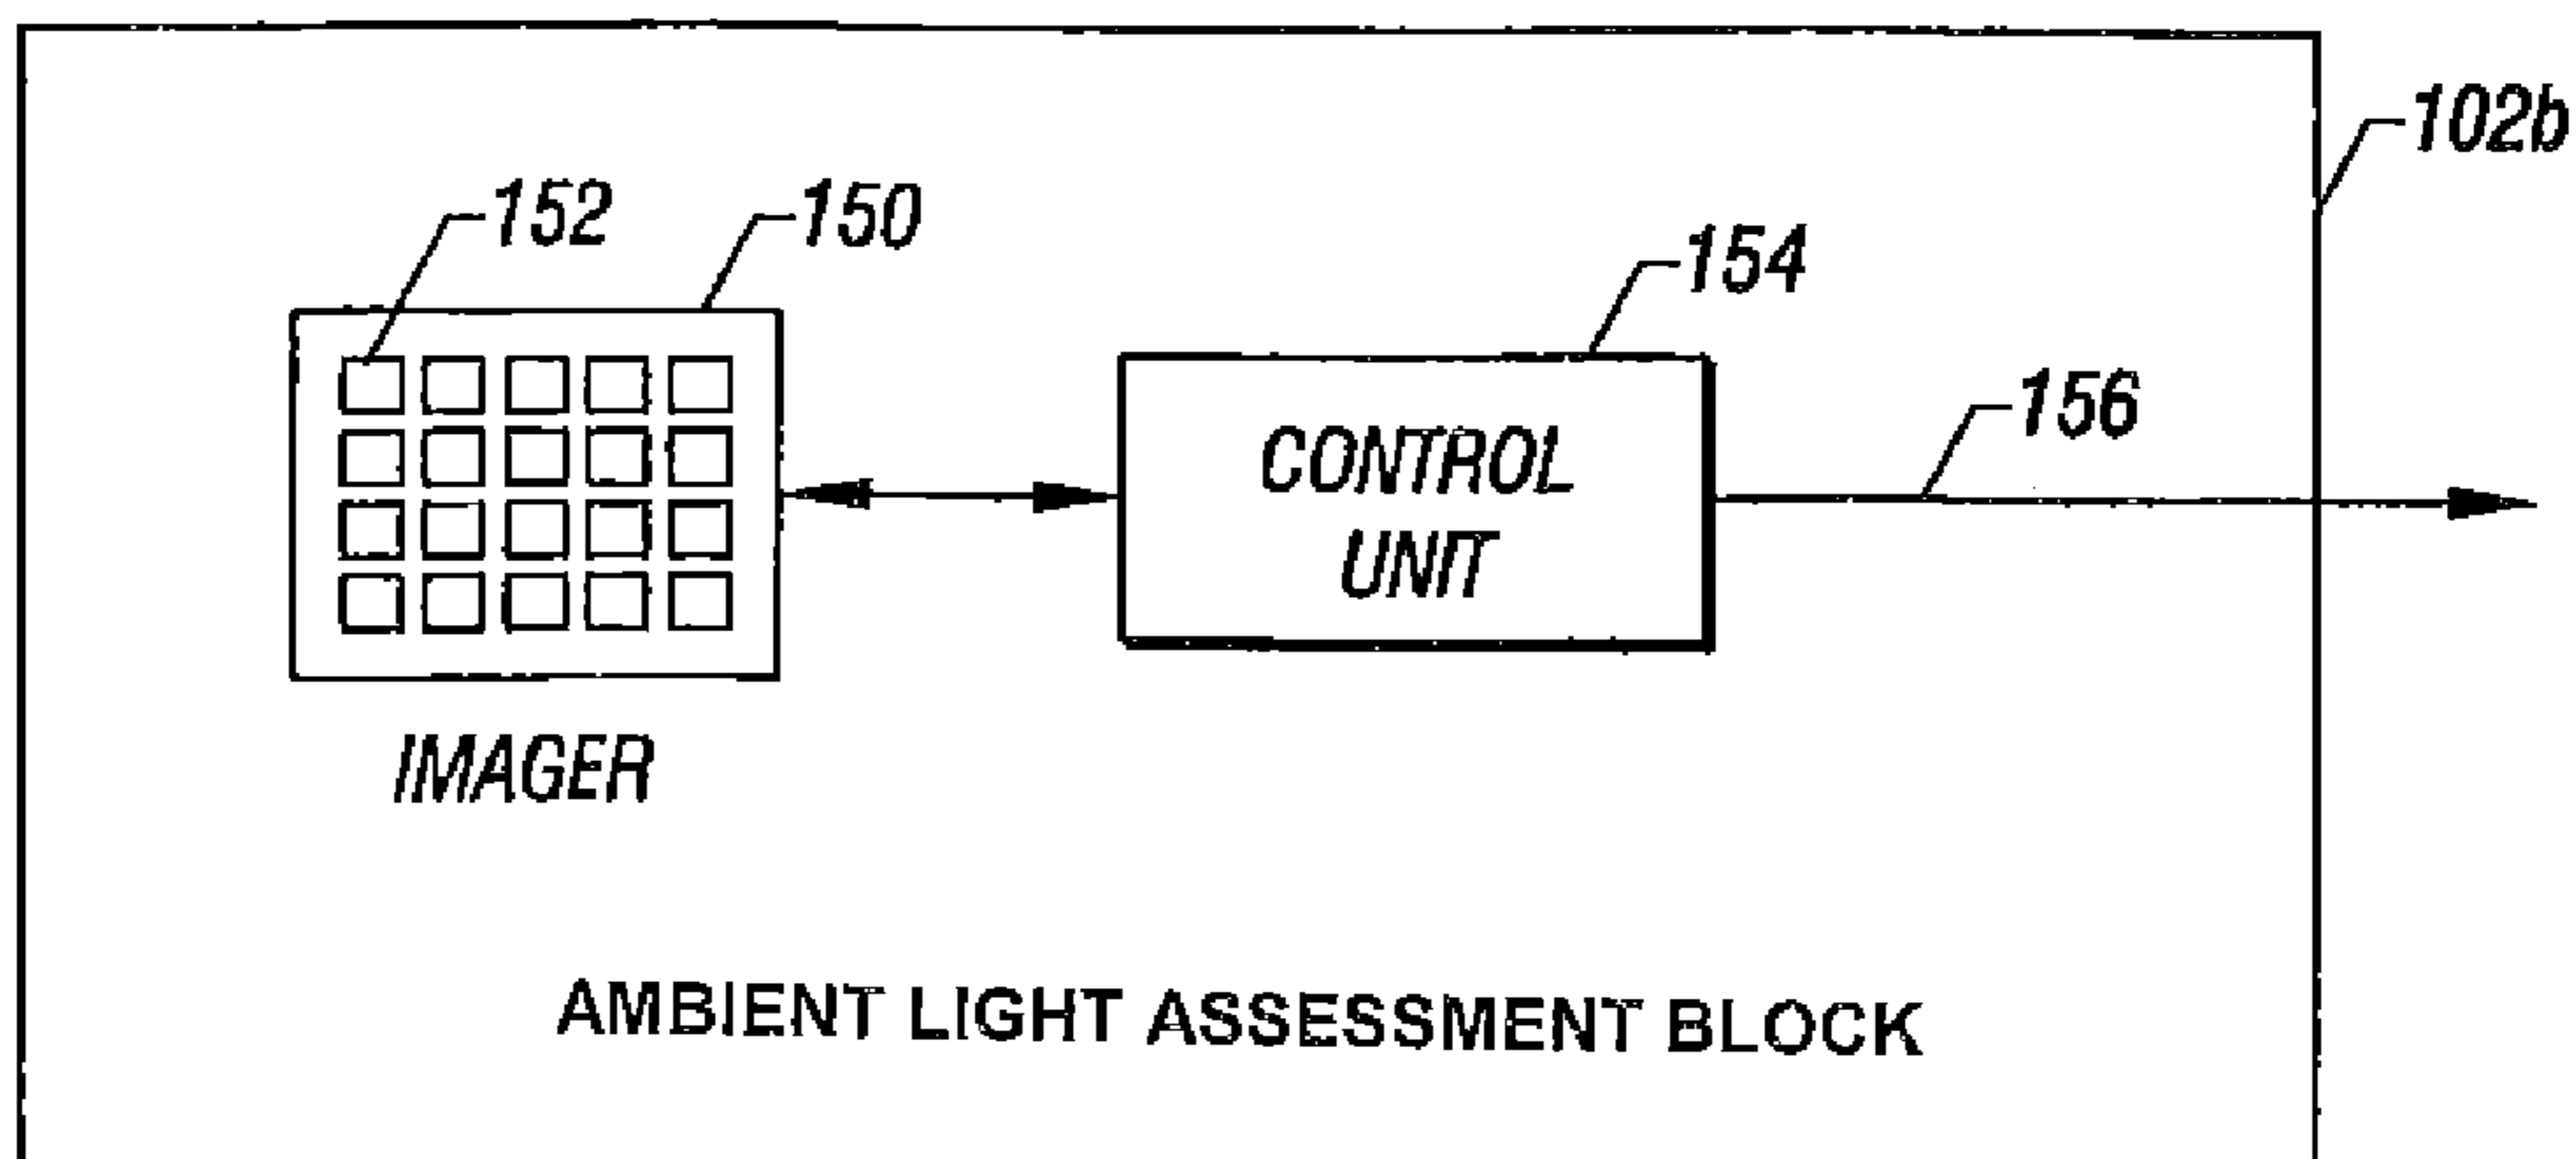 102b
152
150
154
CONTROL
UNIT
156
IMAGER
AMBIENT LIGHT ASSESSMENT BLOCK